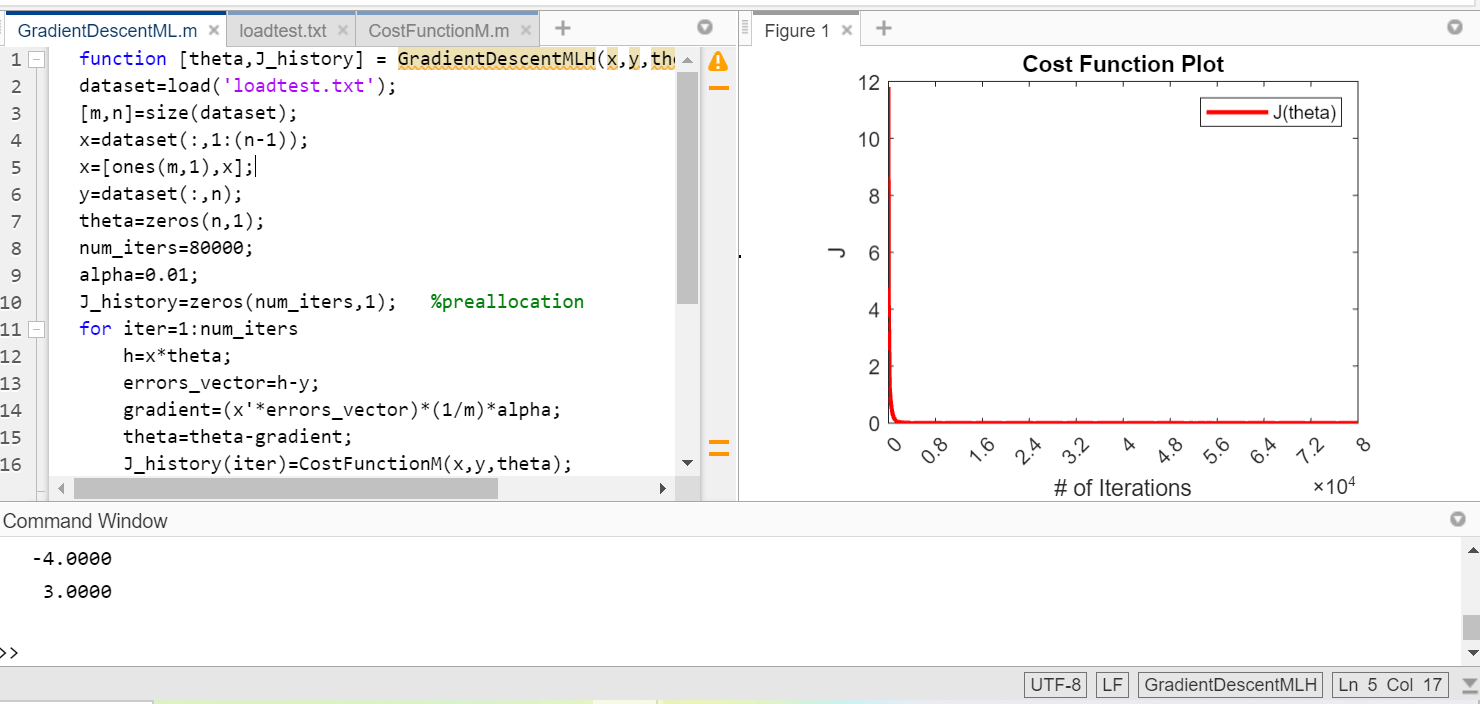 GradientDescentML.m × loadtest.txt × CostFunctionM.m × +
1 function [theta,J_history] = GradientDescentMLH(x,y,the
2 dataset=load('loadtest.txt');
3 [m,n]=size(dataset);
4 x=dataset(:,1:(n-1));
5 x=[ones(m,1),x];
6 y=dataset(:,n);
7 theta=zeros(n,1);
8 num_iters=80000;
9 alpha=0.01;
10 J_history=zeros(num_iters,1); %preallocation
11 for iter=1:num_iters
12 h=x*theta;
13 errors_vector=h-y;
14 gradient=(x'*errors_vector)*(1/m)*alpha;
15 theta=theta-gradient;
16 J_history(iter)=CostFunctionM(x,y,theta);
Figure 1 × +
Cost Function Plot
J(theta)
J
12
10
8
6
4
2
0
0 0.8 1.6 2.4 3.2 4 4.8 5.6 6.4 7.2 8
# of Iterations
×10⁴
Command Window
-4.0000
3.0000
>>
UTF-8 LF GradientDescentMLH Ln 5 Col 17